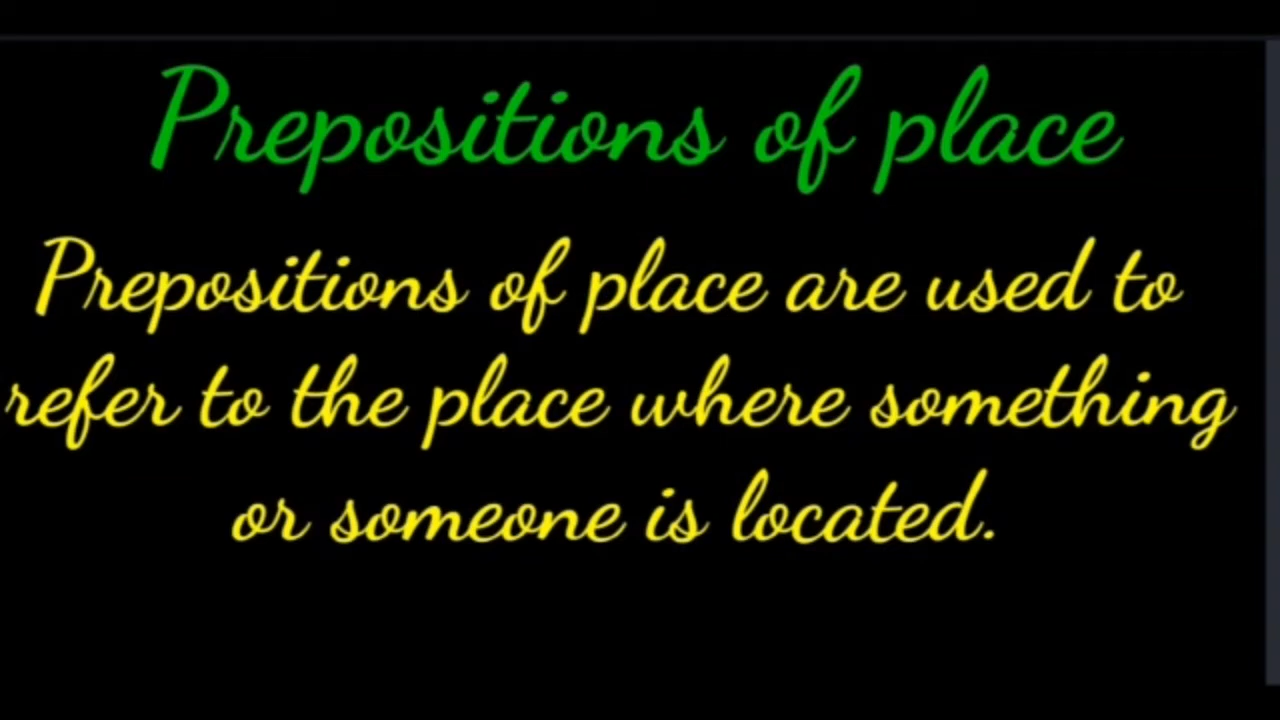 Prepositions of place
Prepositions of place are used to
refer to the place where something
or someone is located.